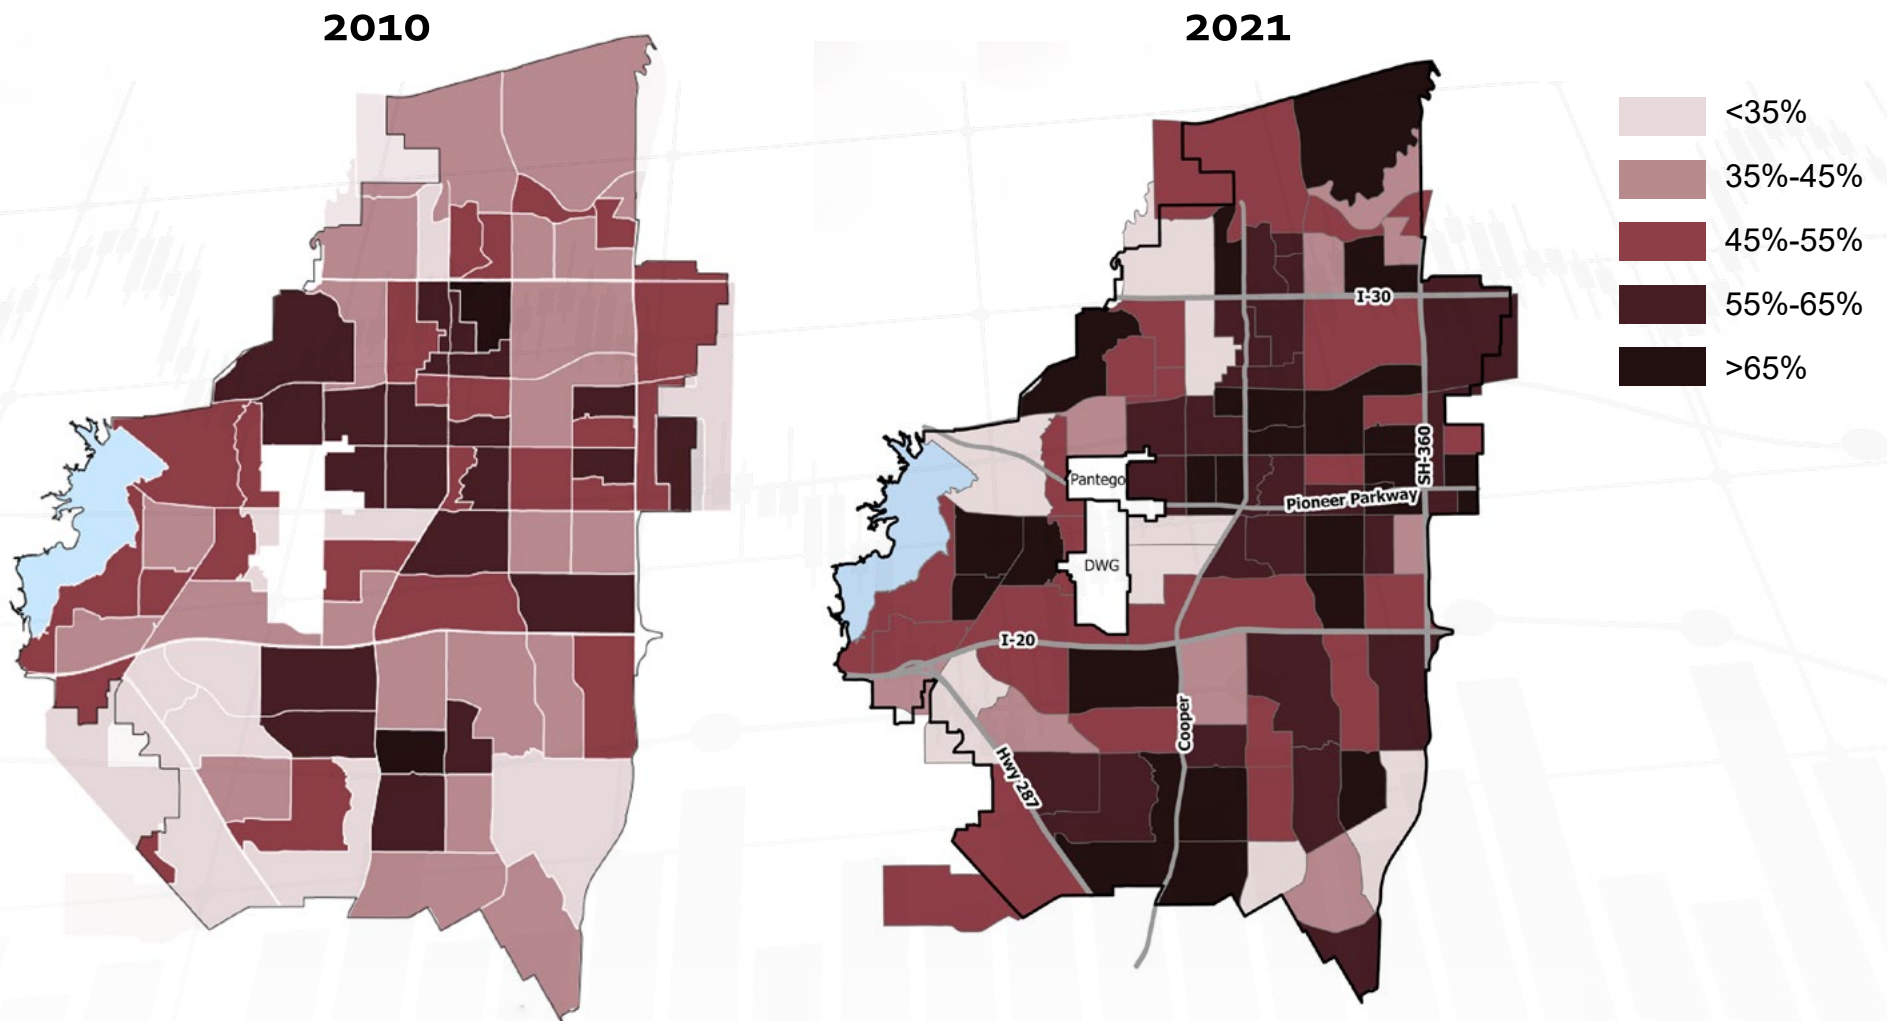 2010
2021
<35%
35%-45%
45%-55%
55%-65%
>65%
I-30
SH-360
Pantego
Pioneer Parkway
DWG
I-20
Cooper
Hwy 287